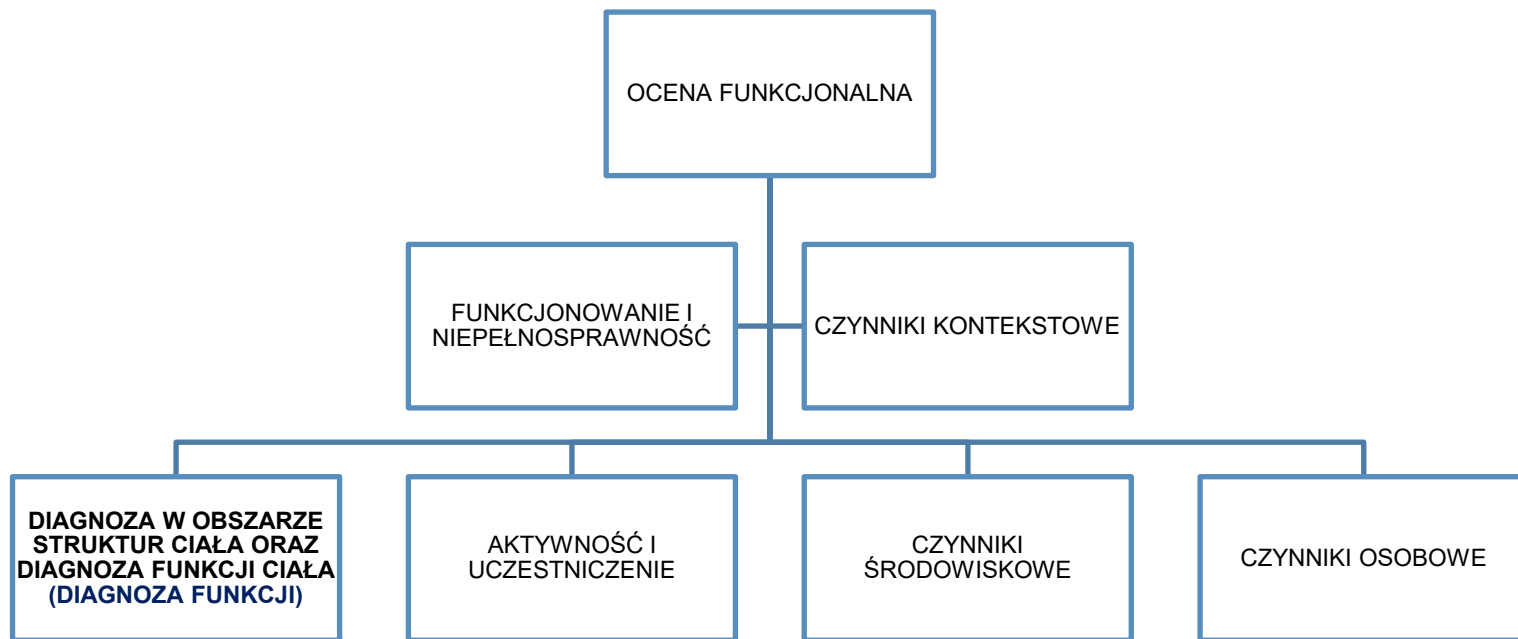 OCENA FUNKCJONALNA
FUNKCJONOWANIE I
NIEPEŁNOSPRAWNOŚĆ
CZYNNIKI KONTEKSTOWE
DIAGNOZA W OBSZARZE
STRUKTUR CIAŁA ORAZ
DIAGNOZA FUNKCJI CIAŁA
(DIAGNOZA FUNKCJI)
AKTYWNOŚĆ I
UCZESTNICZENIE
CZYNNIKI
ŚRODOWISKOWE
CZYNNIKI OSOBOWE